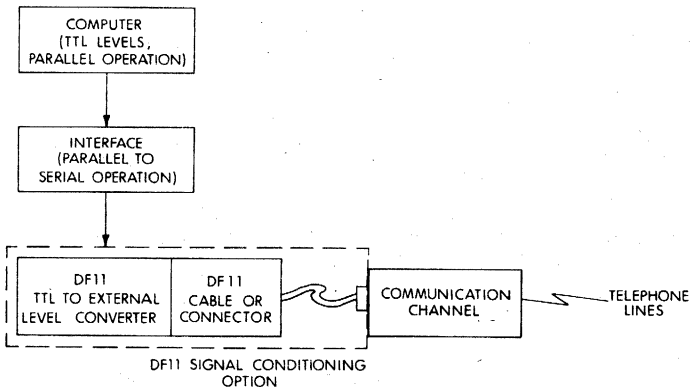 COMPUTER
(TTL LEVELS,
PARALLEL OPERATION)
INTERFACE
(PARALLEL TO
SERIAL OPERATION)
DF11
TTL TO EXTERNAL
LEVEL CONVERTER
DF11
CABLE OR
CONNECTOR
COMMUNICATION
CHANNEL
TELEPHONE
LINES
DF11 SIGNAL CONDITIONING
OPTION